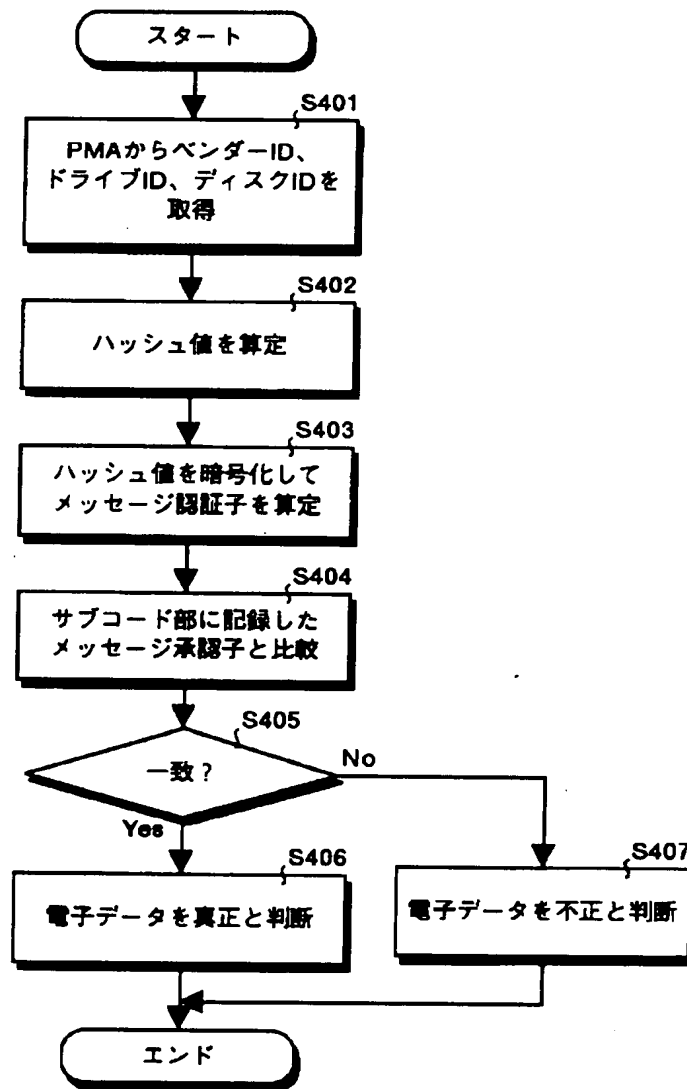 スタート
S401
PMAからベンダーID、
ドライブID、ディスクIDを
取得
S402
ハッシュ値を算定
S403
ハッシュ値を暗号化して
メッセージ認証子を算定
S404
サブコード部に記録した
メッセージ承認子と比較
S405
一致？
No
Yes
S406
電子データを真正と判断
S407
電子データを不正と判断
エンド